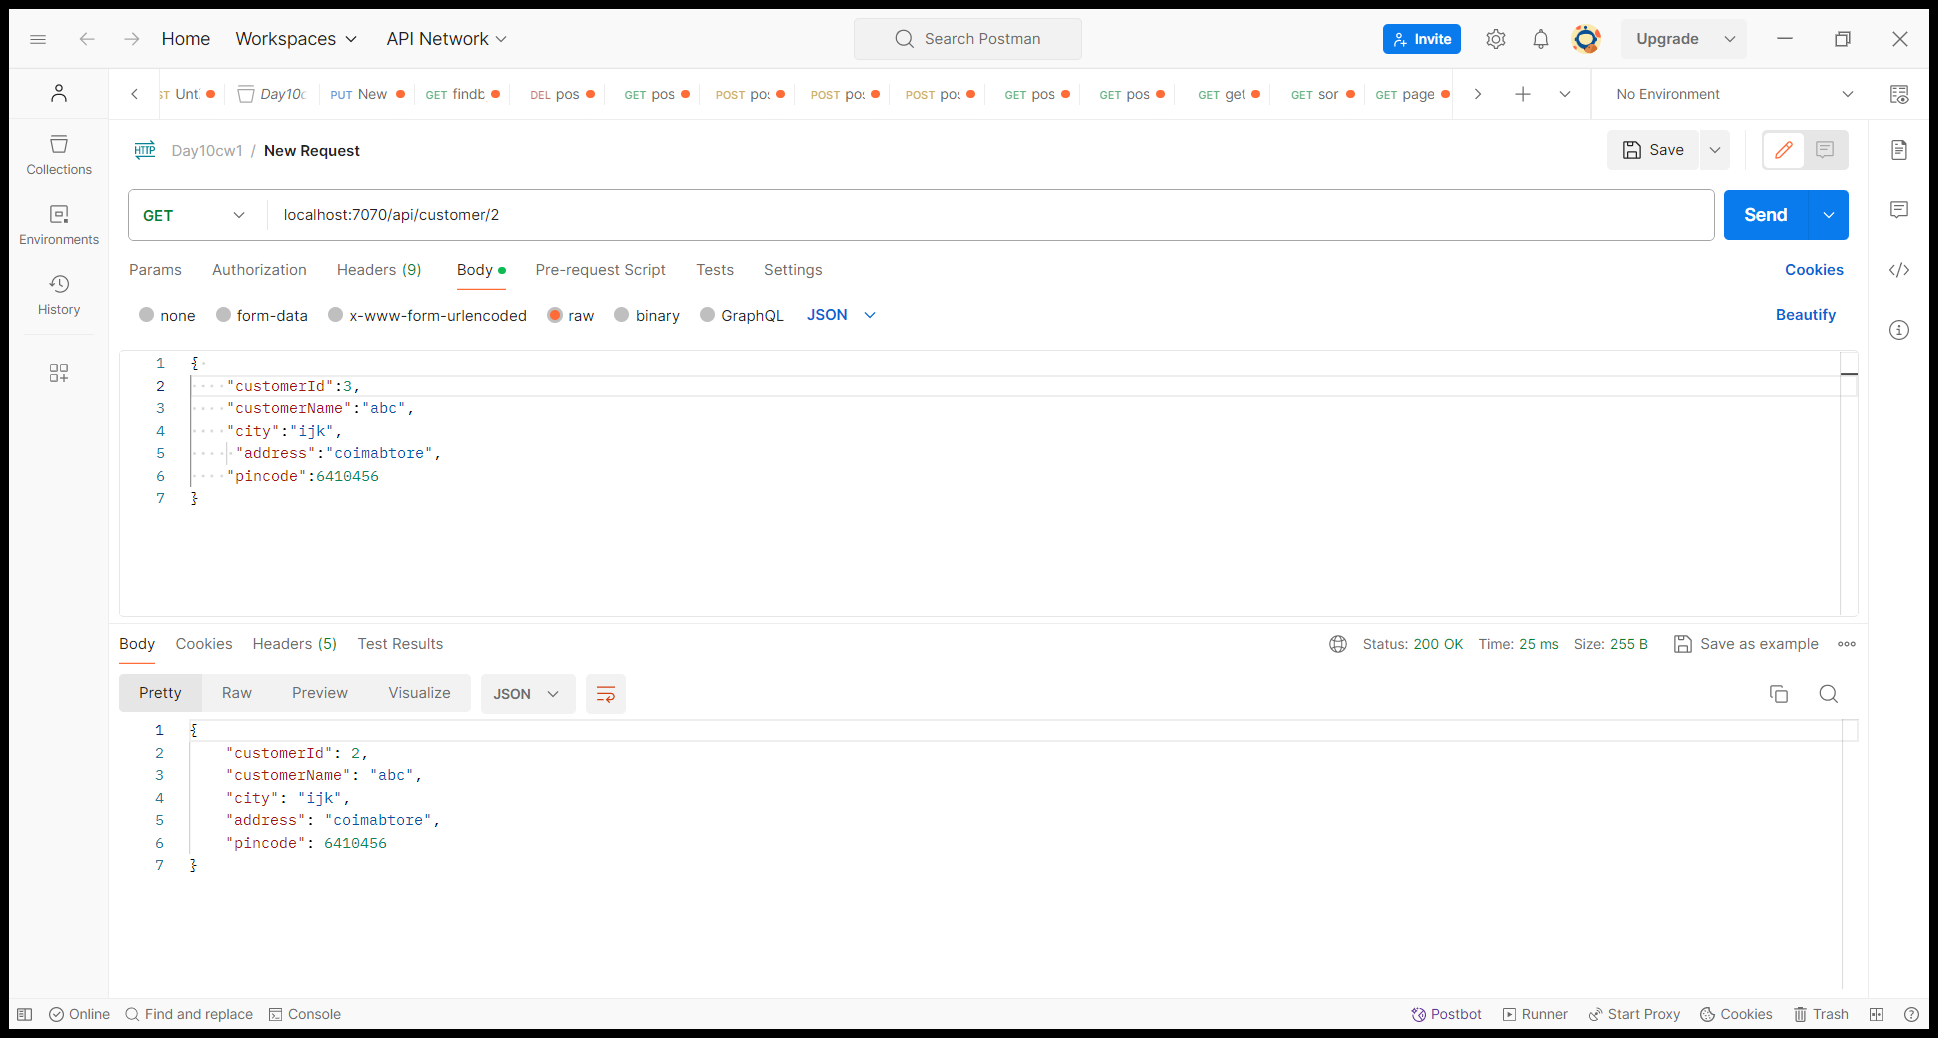 Home Workspaces API Network Search Postman Invite Upgrade
ST Unt Day10c PUT New GET findb DEL pos GET pos POST po POST po POST po GET pos GET pos GET get GET sor GET page No Environment
HTTP Day10cw1 / New Request Save
Collections
GET localhost:7070/api/customer/2 Send
Environments
Params Authorization Headers (9) Body Pre-request Script Tests Settings Cookies
History
none form-data x-www-form-urlencoded raw binary GraphQL JSON Beautify
1 {
2 "customerId":3,
3 "customerName":"abc",
4 "city":"ijk",
5 "address":"coimabtore",
6 "pincode":6410456
7 }
Body Cookies Headers (5) Test Results Status: 200 OK Time: 25 ms Size: 255 B Save as example
Pretty Raw Preview Visualize JSON
1 {
2 "customerId": 2,
3 "customerName": "abc",
4 "city": "ijk",
5 "address": "coimabtore",
6 "pincode": 6410456
7 }
Online Find and replace Console Postbot Runner Start Proxy Cookies Trash